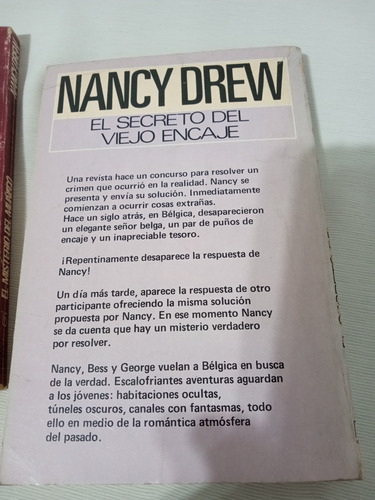 NANCY DREW
EL SECRETO DEL
VIEJO ENCAJE
Una revista hace un concurso para resolver un
crimen que ocurrió en la realidad. Nancy se
presenta y envía su solución. Inmediatamente
comienzan a ocurrir cosas extrañas.
Hace un siglo atrás, en Bélgica, desaparecieron
un elegante señor belga, un par de puños de
encaje y un inapreciable tesoro.
¡Repentinamente desaparece la respuesta de
Nancy!
Un día más tarde, aparece la respuesta de otro
participante ofreciendo la misma solución
propuesta por Nancy. En ese momento Nancy
se da cuenta que hay un misterio verdadero
por resolver.
Nancy, Bess y George vuelan a Bélgica en busca
de la verdad. Escalofriantes aventuras aguardan
a los jóvenes: habitaciones ocultas,
túneles oscuros, canales con fantasmas, todo
ello en medio de la romántica atmósfera
del pasado.
NANCY DREW
EL MISTERIO DEL